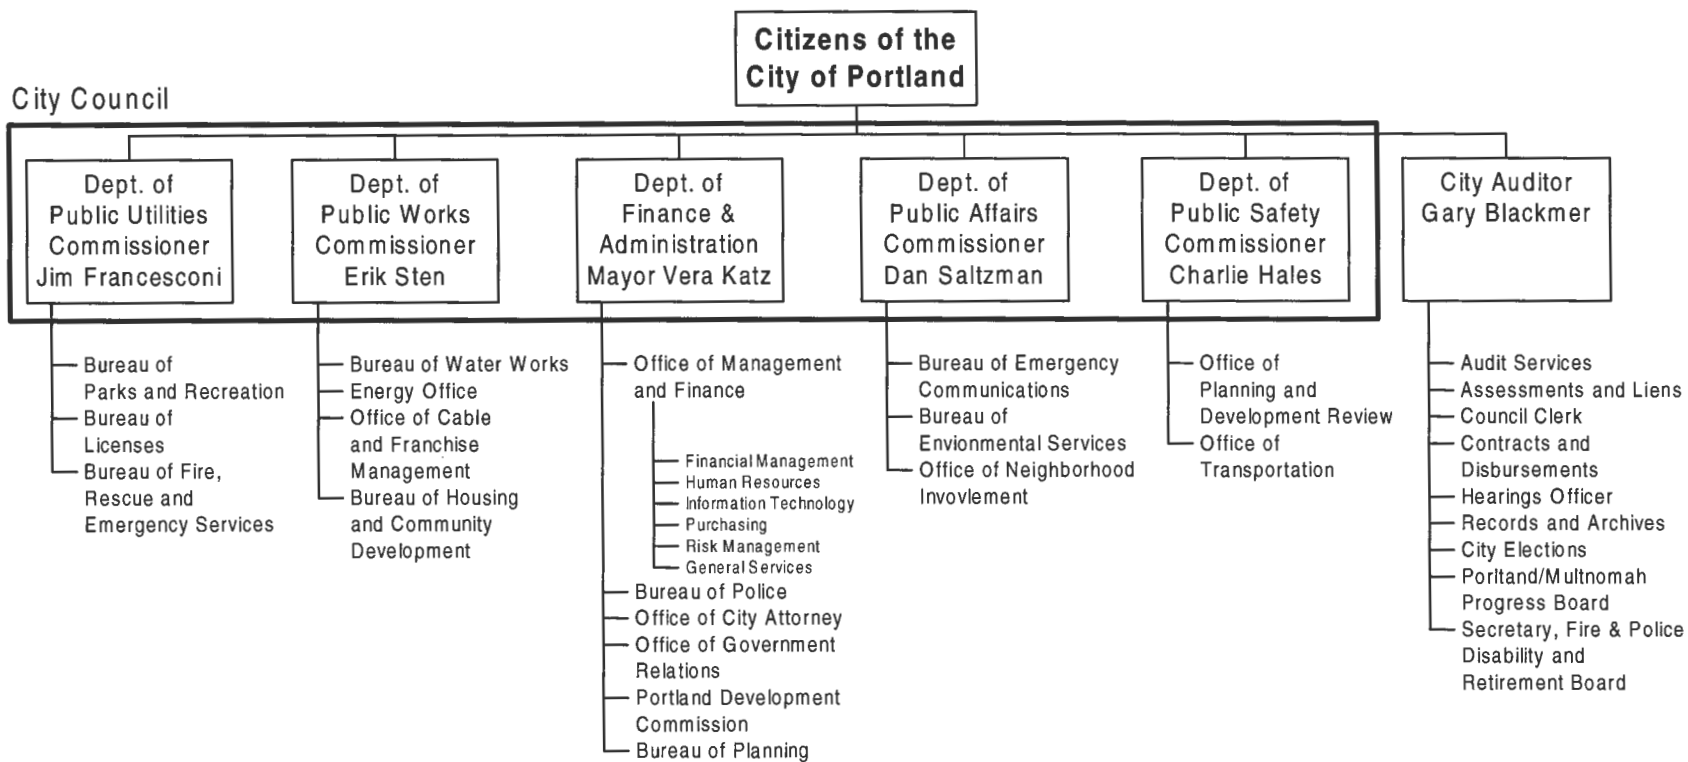 Citizens of the
City of Portland
City Council
Dept. of
Public Utilities
Commissioner
Jim Francesconi
Dept. of
Public Works
Commissioner
Erik Sten
Dept. of
Finance &
Administration
Mayor Vera Katz
Dept. of
Public Affairs
Commissioner
Dan Saltzman
Dept. of
Public Safety
Commissioner
Charlie Hales
City Auditor
Gary Blackmer
Bureau of
Parks and Recreation
Bureau of
Licenses
Bureau of Fire,
Rescue and
Emergency Services
Bureau of Water Works
Energy Office
Office of Cable
and Franchise
Management
Bureau of Housing
and Community
Development
Office of Management
and Finance
Financial Management
Human Resources
Information Technology
Purchasing
Risk Management
General Services
Bureau of Police
Office of City Attorney
Office of Government
Relations
Portland Development
Commission
Bureau of Planning
Bureau of Emergency
Communications
Bureau of
Envionmental Services
Office of Neighborhood
Invovlement
Office of
Planning and
Development Review
Office of
Transportation
Audit Services
Assessments and Liens
Council Clerk
Contracts and
Disbursements
Hearings Officer
Records and Archives
City Elections
Porltand/Multnomah
Progress Board
Secretary, Fire & Police
Disability and
Retirement Board